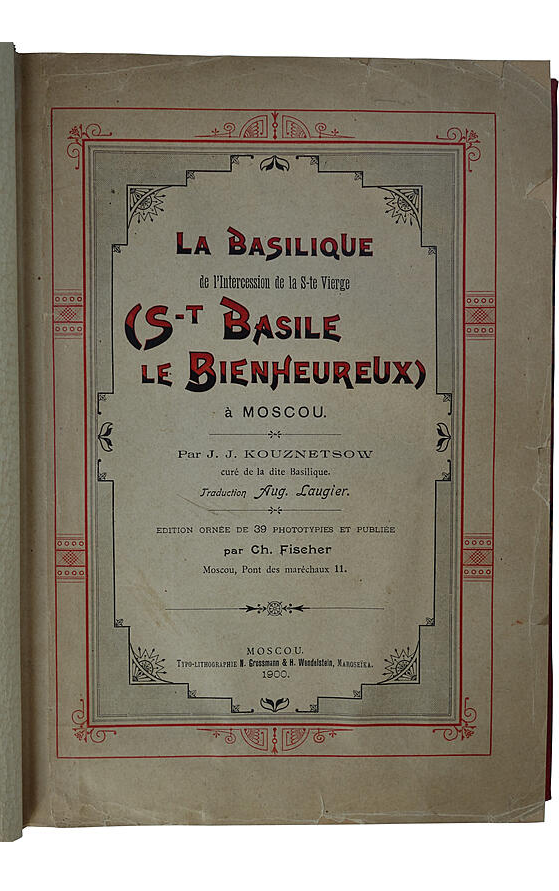 La Basilique
de l'Intercession de la S-te Vierge
(S-t Basile
le Bienheureux)
à MOSCOU.
Par J. J. KOUZNETSOW
curé de la dite Basilique.
Traduction Aug. Laugier.
EDITION ORNÉE DE 39 PHOTOTYPIES ET PUBLIÉE
par Ch. Fischer
Moscou, Pont des maréchaux 11.
MOSCOU.
Typo-lithographie N. Grossmann & H. Wendelstein, Maroseïka.
1900.